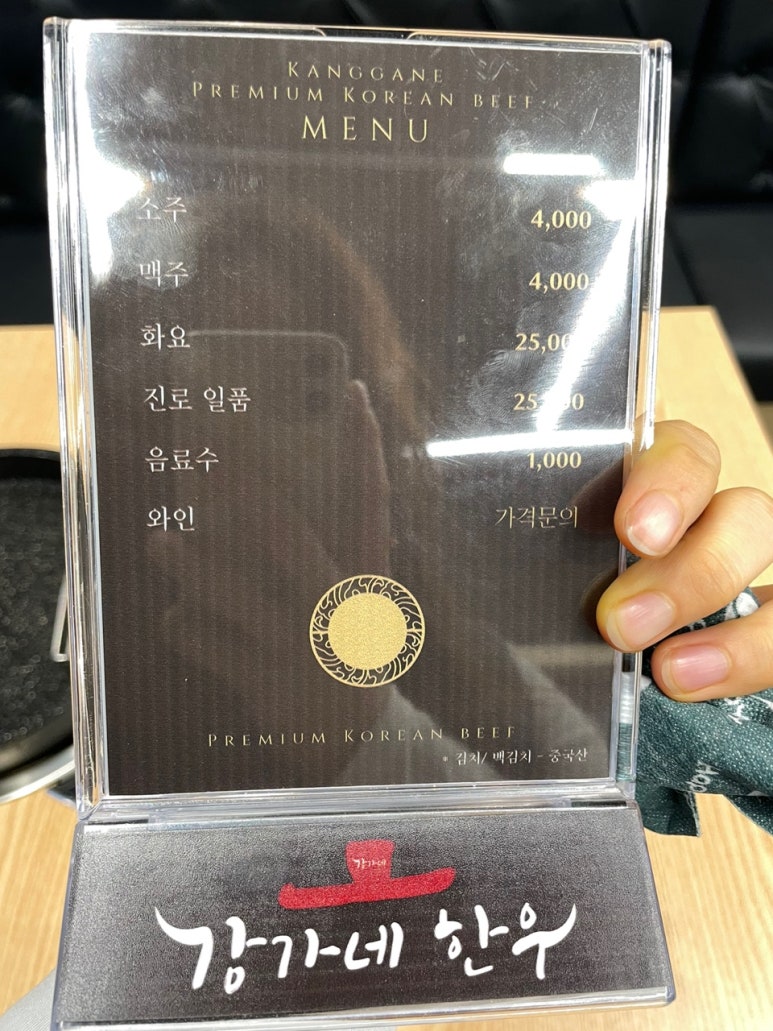 KANGGANE
PREMIUM KOREAN BEEF
MENU
소주 4,000
맥주 4,000
화요
진로 일품
음료수 1,000
와인 가격문의
PREMIUM KOREAN BEEF
* 김치/ 백김치 - 중국산
강가네
강가네 한우